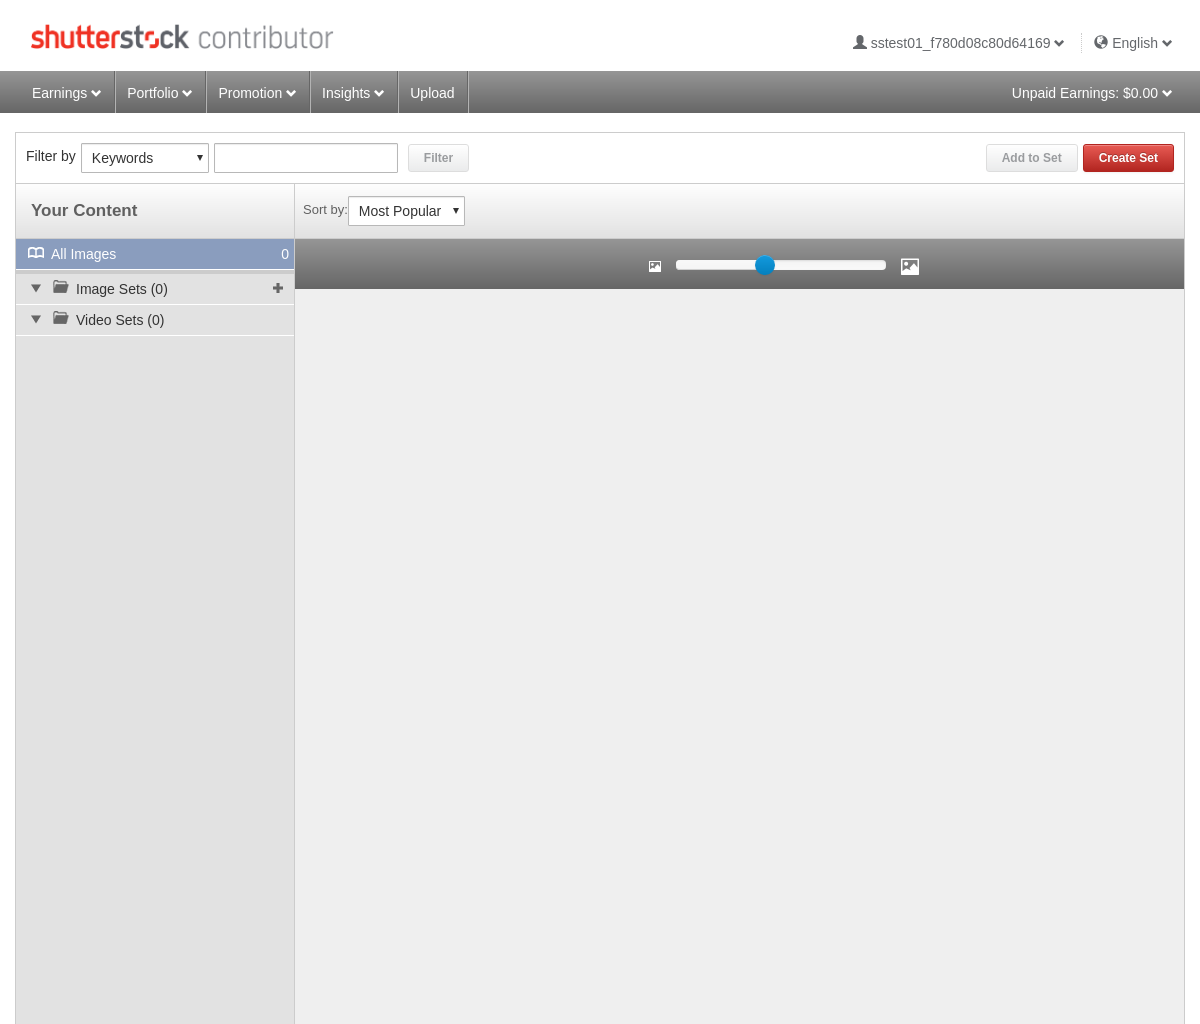 shutterstock contributor
sstest01_f780d08c80d64169
English
Earnings Portfolio Promotion Insights Upload
Unpaid Earnings: $0.00
Filter by Keywords Filter
Add to Set Create Set
Your Content
Sort by: Most Popular
All Images 0
Image Sets (0)
Video Sets (0)